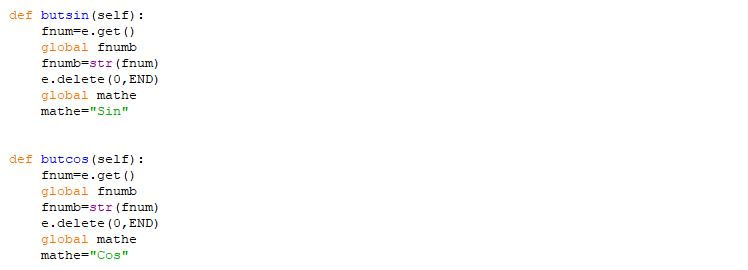 def butsin(self):
    fnum=e.get()
    global fnumb
    fnumb=str(fnum)
    e.delete(0,END)
    global mathe
    mathe="Sin"
def butcos(self):
    fnum=e.get()
    global fnumb
    fnumb=str(fnum)
    e.delete(0,END)
    global mathe
    mathe="Cos"